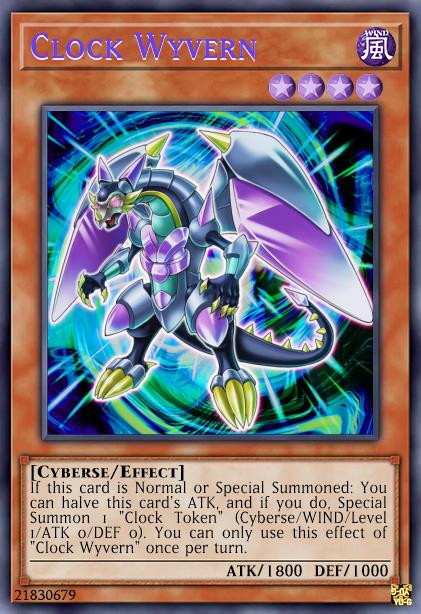 Clock Wyvern
WIND
風
[Cyberse/Effect]
If this card is Normal or Special Summoned: You
can halve this card's ATK, and if you do, Special
Summon 1 "Clock Token" (Cyberse/WIND/Level
1/ATK 0/DEF 0). You can only use this effect of
"Clock Wyvern" once per turn.
ATK/1800 DEF/1000
21830679